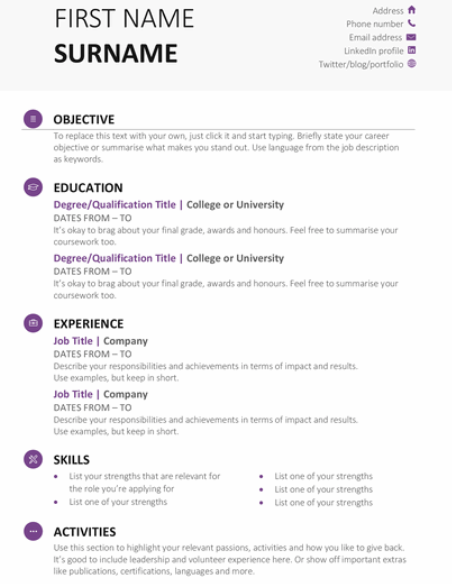 FIRST NAME
SURNAME
Address
Phone number
Email address
LinkedIn profile
Twitter/blog/portfolio
OBJECTIVE
To replace this text with your own, just click it and start typing. Briefly state your career
objective or summarise what makes you stand out. Use language from the job description
as keywords.
EDUCATION
Degree/Qualification Title | College or University
DATES FROM – TO
It's okay to brag about your final grade, awards and honours. Feel free to summarise your
coursework too.
Degree/Qualification Title | College or University
DATES FROM – TO
It's okay to brag about your final grade, awards and honours. Feel free to summarise your
coursework too.
EXPERIENCE
Job Title | Company
DATES FROM – TO
Describe your responsibilities and achievements in terms of impact and results.
Use examples, but keep in short.
Job Title | Company
DATES FROM – TO
Describe your responsibilities and achievements in terms of impact and results.
Use examples, but keep in short.
SKILLS
• List your strengths that are relevant for
the role you're applying for
• List one of your strengths
• List one of your strengths
• List one of your strengths
• List one of your strengths
ACTIVITIES
Use this section to highlight your relevant passions, activities and how you like to give back.
It's good to include leadership and volunteer experience here. Or show off important extras
like publications, certifications, languages and more.